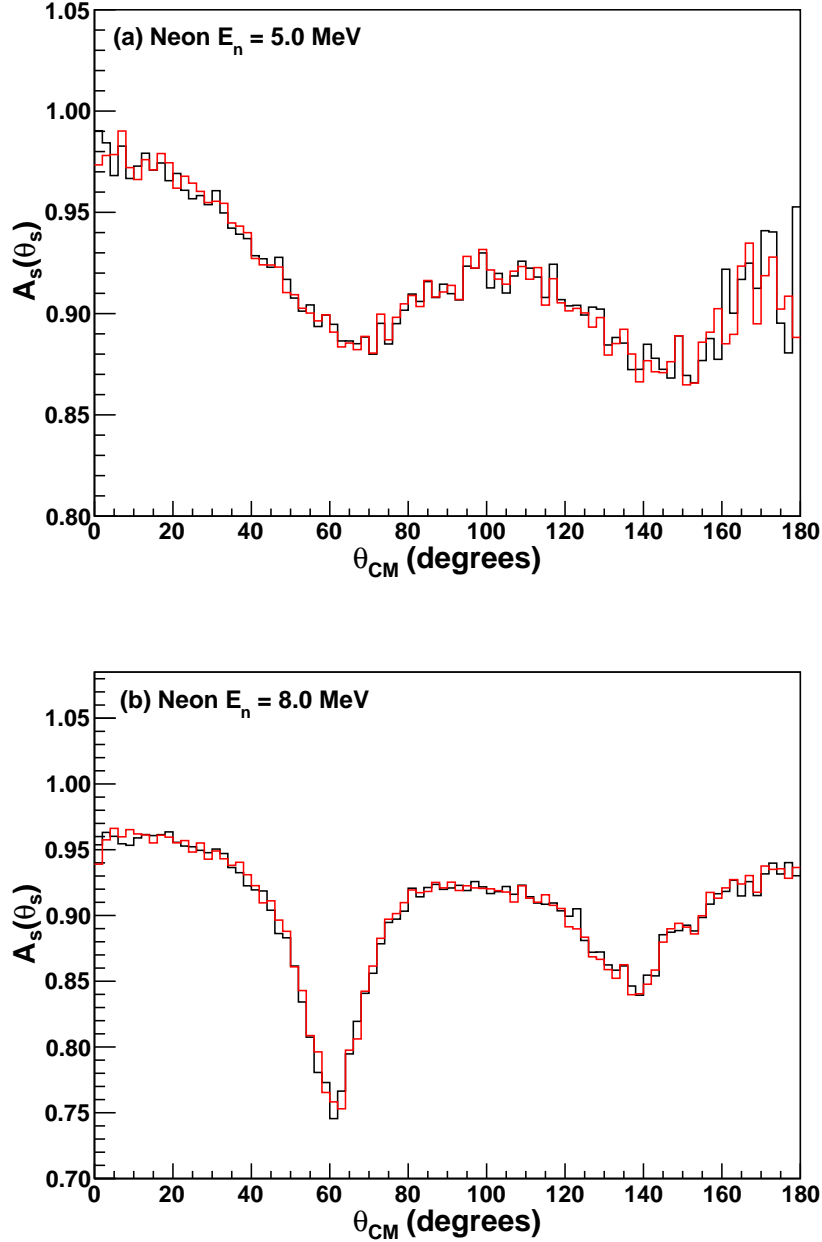 (a) Neon E_n = 5.0 MeV
A_s(θ_s)
1.05
1.00
0.95
0.90
0.85
0.80
0 20 40 60 80 100 120 140 160 180
θ_CM (degrees)
(b) Neon E_n = 8.0 MeV
A_s(θ_s)
1.05
1.00
0.95
0.90
0.85
0.80
0.75
0.70
0 20 40 60 80 100 120 140 160 180
θ_CM (degrees)